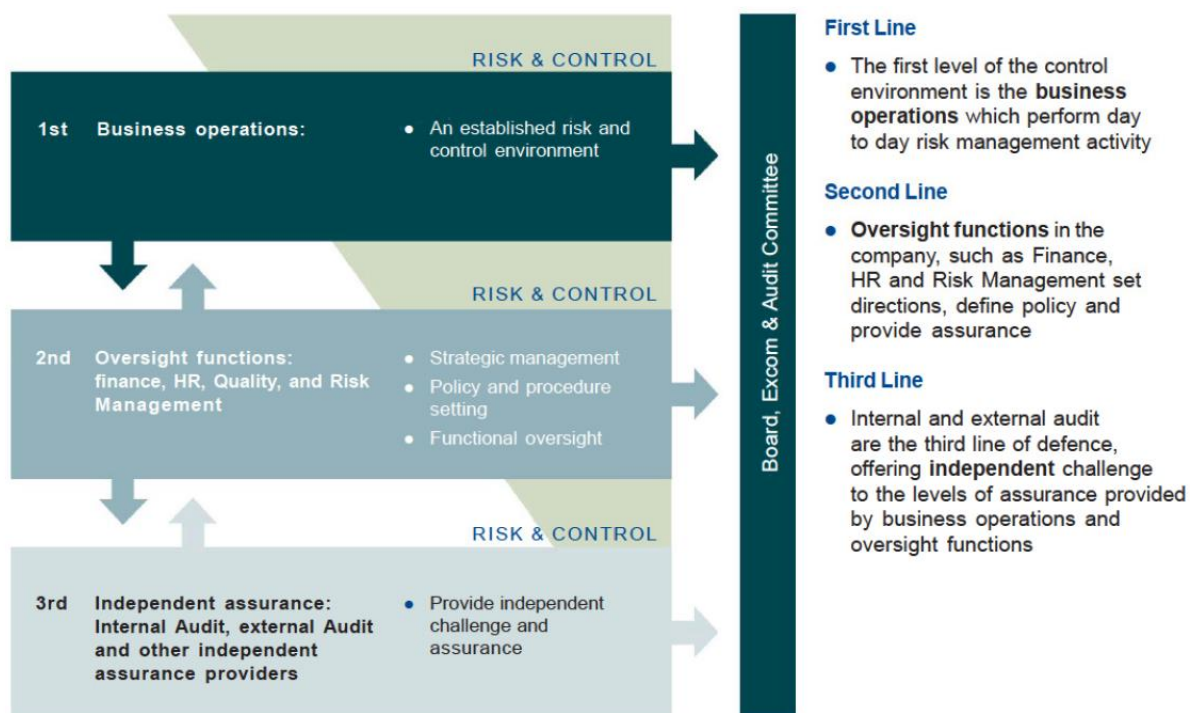 RISK & CONTROL
1st Business operations:
• An established risk and
control environment
RISK & CONTROL
2nd Oversight functions:
finance, HR, Quality, and Risk
Management
• Strategic management
• Policy and procedure
setting
• Functional oversight
RISK & CONTROL
3rd Independent assurance:
Internal Audit, external Audit
and other independent
assurance providers
• Provide independent
challenge and
assurance
Board, Excom & Audit Committee
First Line
• The first level of the control
environment is the business
operations which perform day
to day risk management activity
Second Line
• Oversight functions in the
company, such as Finance,
HR and Risk Management set
directions, define policy and
provide assurance
Third Line
• Internal and external audit
are the third line of defence,
offering independent challenge
to the levels of assurance provided
by business operations and
oversight functions